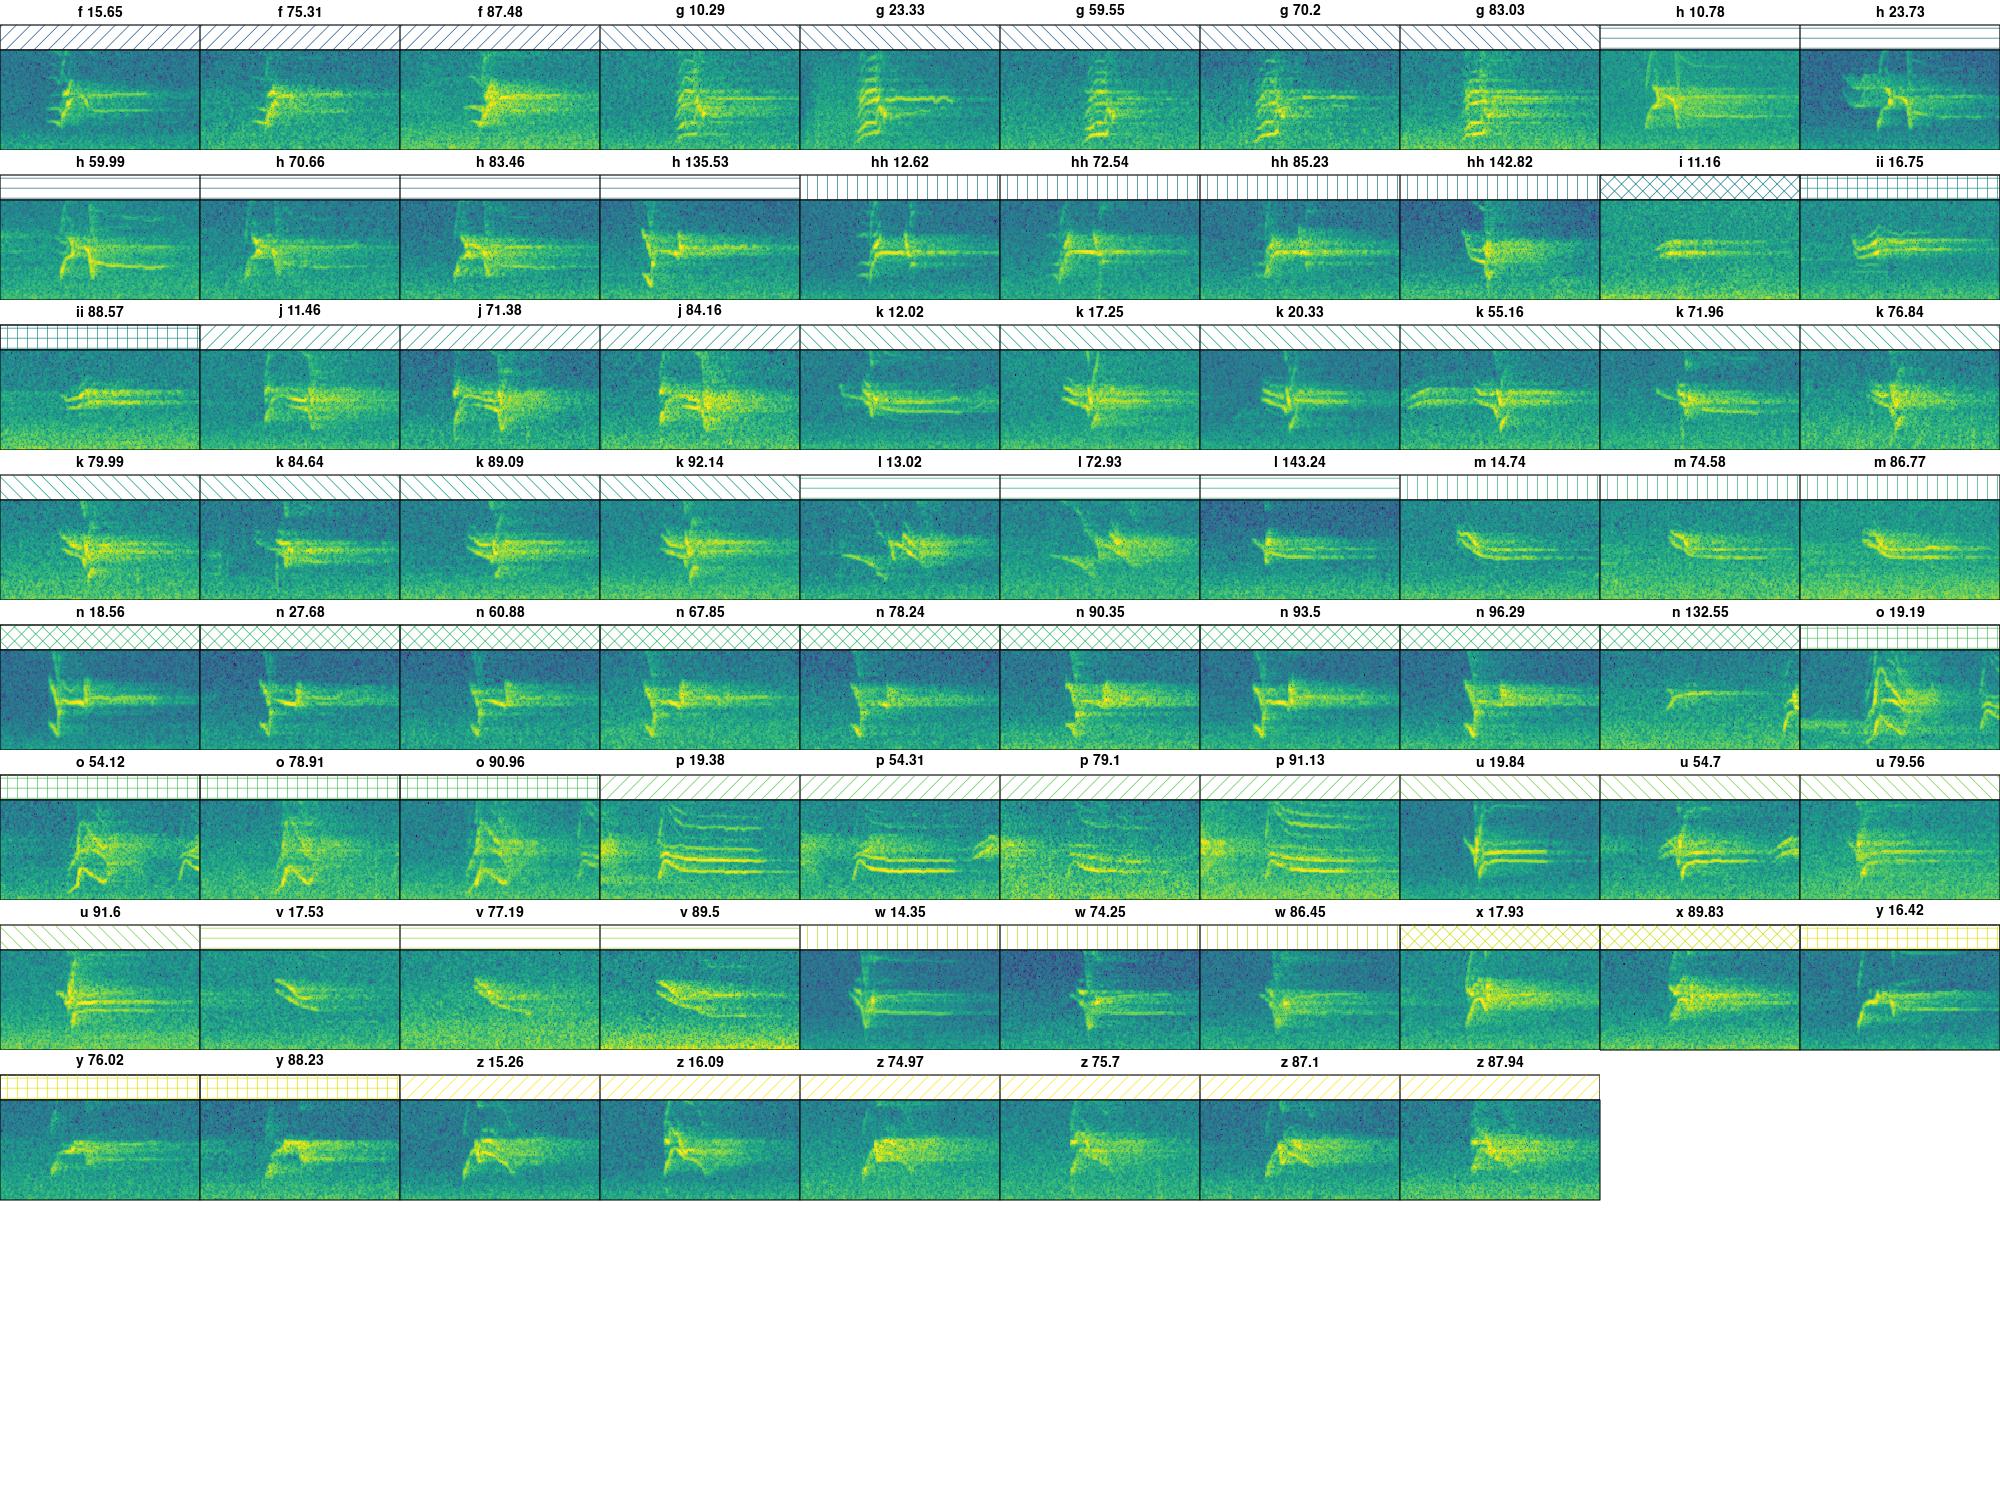 f 15.65 f 75.31 f 87.48 g 10.29 g 23.33 g 59.55 g 70.2 g 83.03 h 10.78 h 23.73
h 59.99 h 70.66 h 83.46 h 135.53 hh 12.62 hh 72.54 hh 85.23 hh 142.82 i 11.16 ii 16.75
ii 88.57 j 11.46 j 71.38 j 84.16 k 12.02 k 17.25 k 20.33 k 55.16 k 71.96 k 76.84
k 79.99 k 84.64 k 89.09 k 92.14 l 13.02 l 72.93 l 143.24 m 14.74 m 74.58 m 86.77
n 18.56 n 27.68 n 60.88 n 67.85 n 78.24 n 90.35 n 93.5 n 96.29 n 132.55 o 19.19
o 54.12 o 78.91 o 90.96 p 19.38 p 54.31 p 79.1 p 91.13 u 19.84 u 54.7 u 79.56
u 91.6 v 17.53 v 77.19 v 89.5 w 14.35 w 74.25 w 86.45 x 17.93 x 89.83 y 16.42
y 76.02 y 88.23 z 15.26 z 16.09 z 74.97 z 75.7 z 87.1 z 87.94